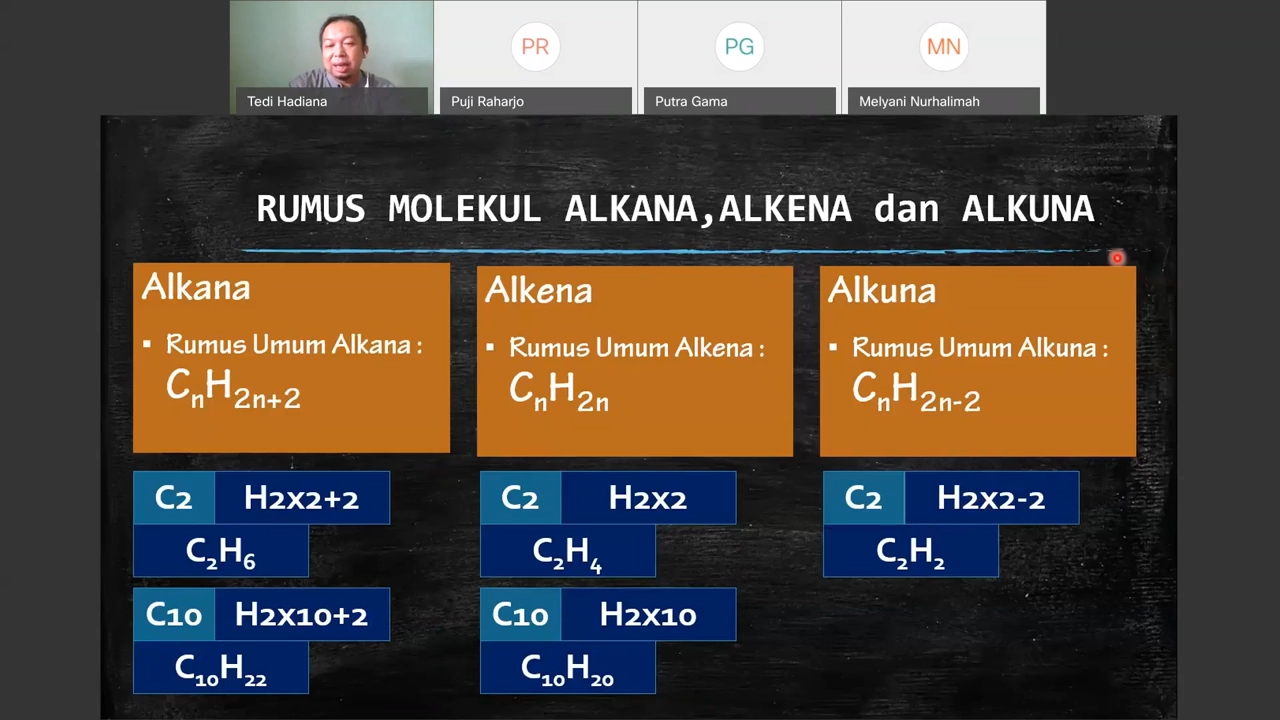 PR
PG
MN
Tedi Hadiana
Puji Raharjo
Putra Gama
Melyani Nurhalimah
RUMUS MOLEKUL ALKANA,ALKENA dan ALKUNA
Alkana
▪ Rumus Umum Alkana :
CₙH₂ₙ₊₂
Alkena
▪ Rumus Umum Alkena :
CₙH₂ₙ
Alkuna
▪ Rumus Umum Alkuna :
CₙH₂ₙ₋₂
C2 H2x2+2
C₂H₆
C10 H2x10+2
C₁₀H₂₂
C2 H2x2
C₂H₄
C10 H2x10
C₁₀H₂₀
C2 H2x2-2
C₂H₂